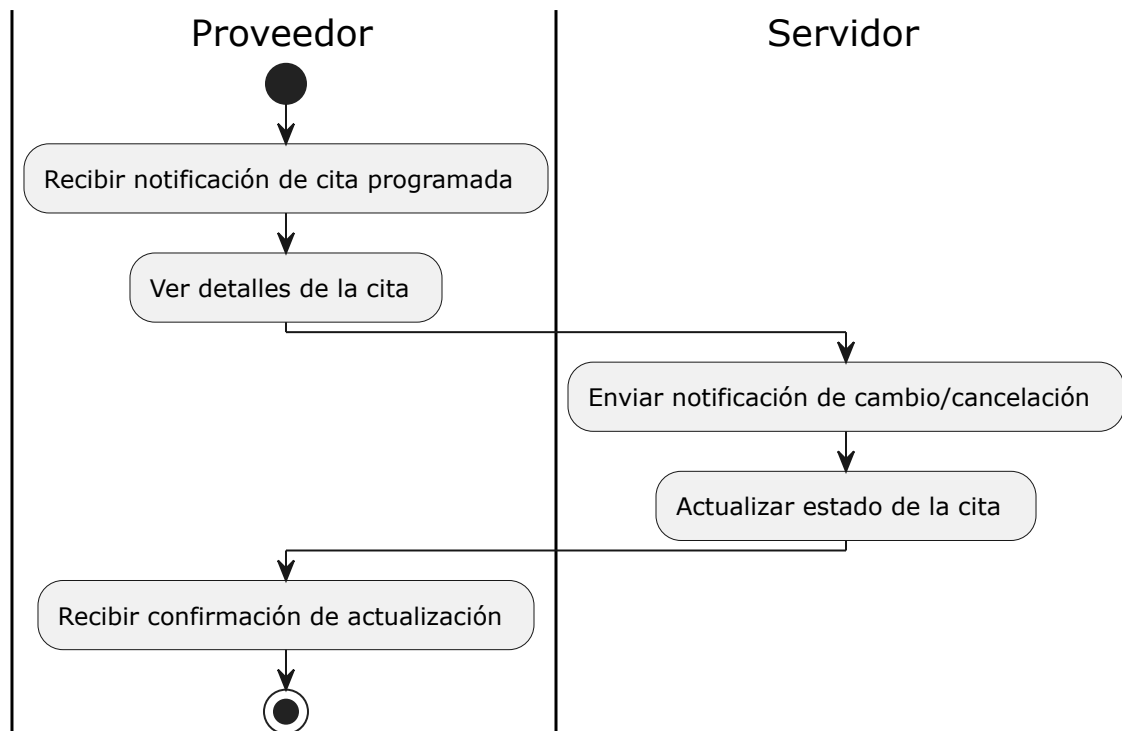 Proveedor
Servidor
Recibir notificación de cita programada
Ver detalles de la cita
Enviar notificación de cambio/cancelación
Actualizar estado de la cita
Recibir confirmación de actualización